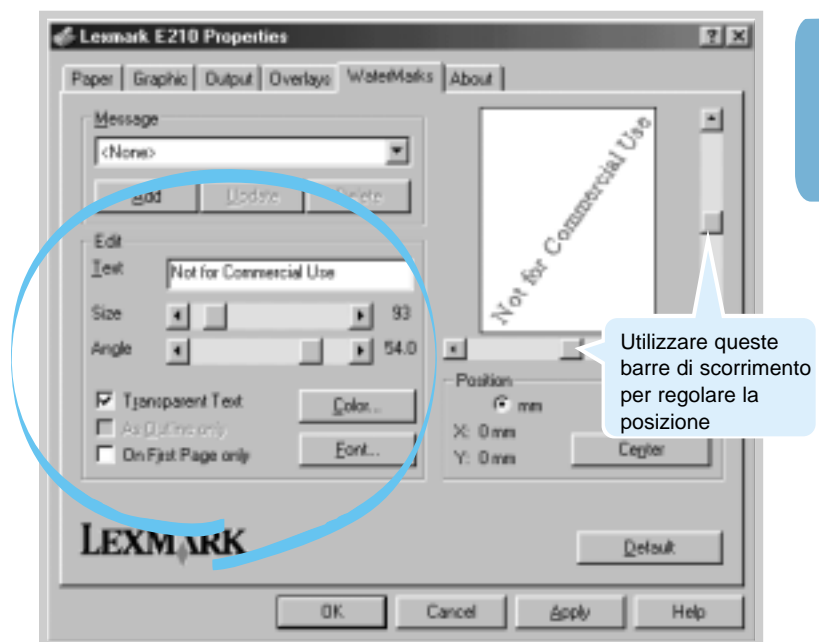 Lexmark E210 Properties
Paper Graphic Output Overlays WaterMarks About
Message
<None>
Add Update Delete
Edit
Text Not for Commercial Use
Size 93
Angle 54.0
Transparent Text
As Outline only
On First Page only
Color...
Font...
Not for Commercial Use
Utilizzare queste
barre di scorrimento
per regolare la
posizione
Position
mm
X: 0 mm
Y: 0 mm
Center
LEXMARK
Default
OK Cancel Apply Help